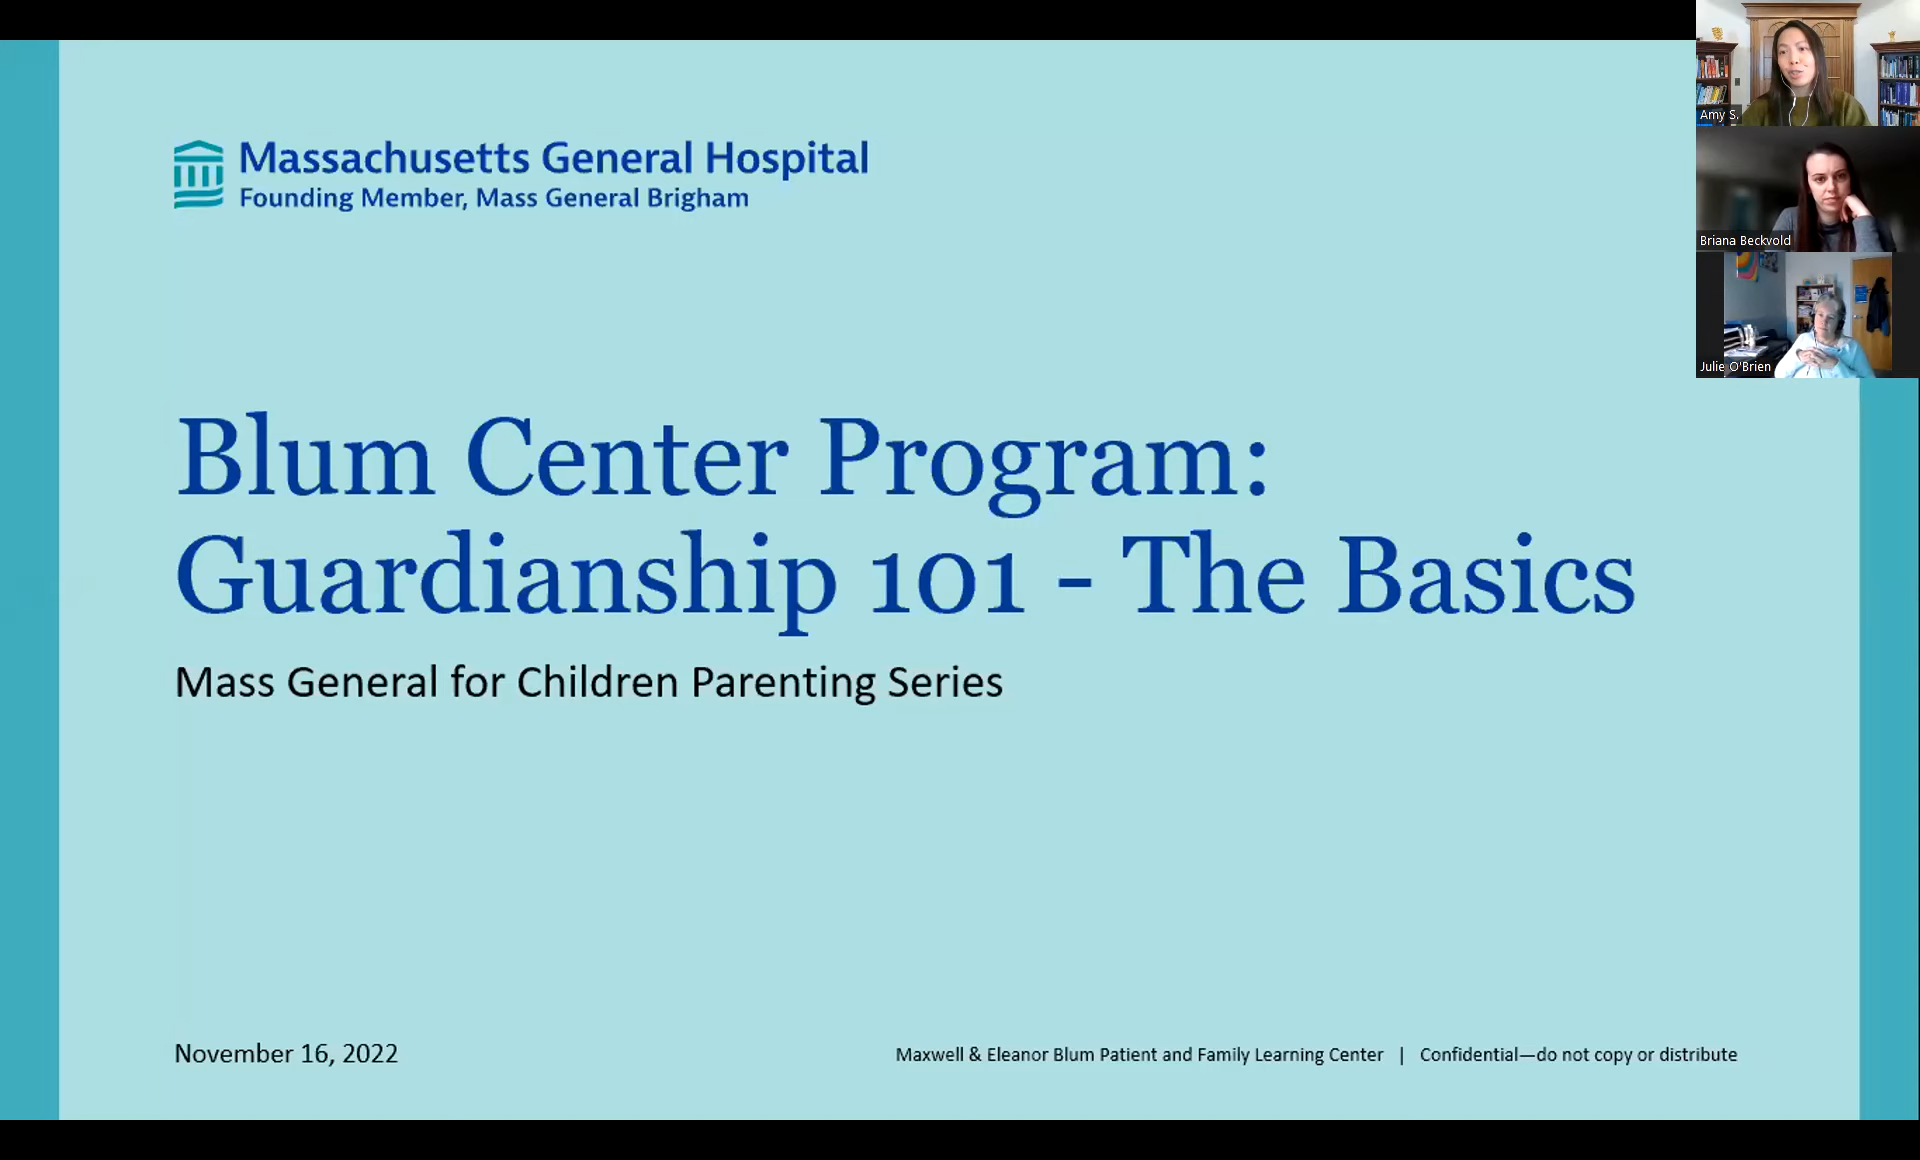 Massachusetts General Hospital
Founding Member, Mass General Brigham
Blum Center Program:
Guardianship 101 - The Basics
Mass General for Children Parenting Series
November 16, 2022
Maxwell & Eleanor Blum Patient and Family Learning Center | Confidential—do not copy or distribute
Amy S.
Briana Beckvold
Julie O'Brien